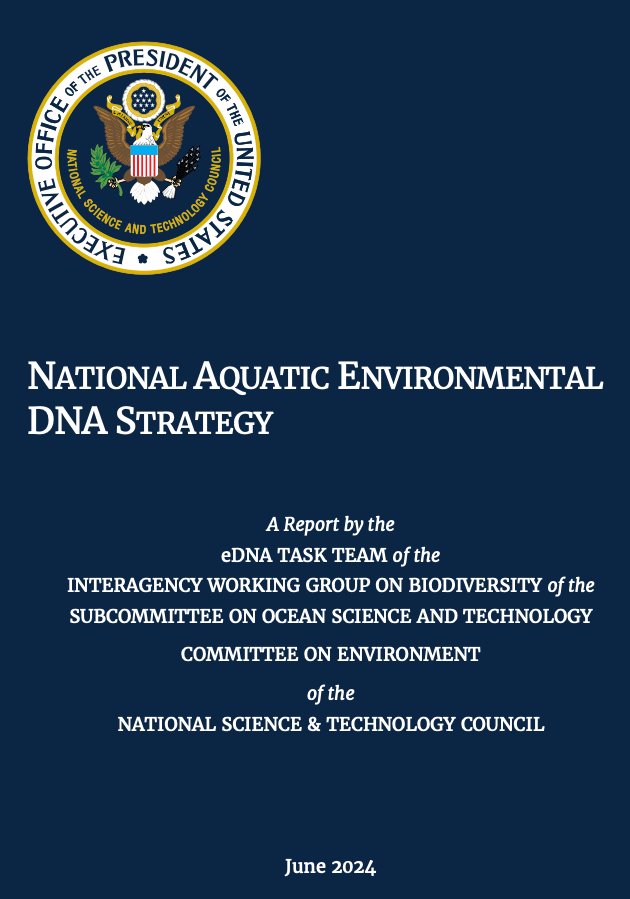 EXECUTIVE OFFICE OF THE PRESIDENT OF THE UNITED STATES
NATIONAL SCIENCE AND TECHNOLOGY COUNCIL
NATIONAL AQUATIC ENVIRONMENTAL
DNA STRATEGY
A Report by the
eDNA TASK TEAM of the
INTERAGENCY WORKING GROUP ON BIODIVERSITY of the
SUBCOMMITTEE ON OCEAN SCIENCE AND TECHNOLOGY
COMMITTEE ON ENVIRONMENT
of the
NATIONAL SCIENCE & TECHNOLOGY COUNCIL
June 2024